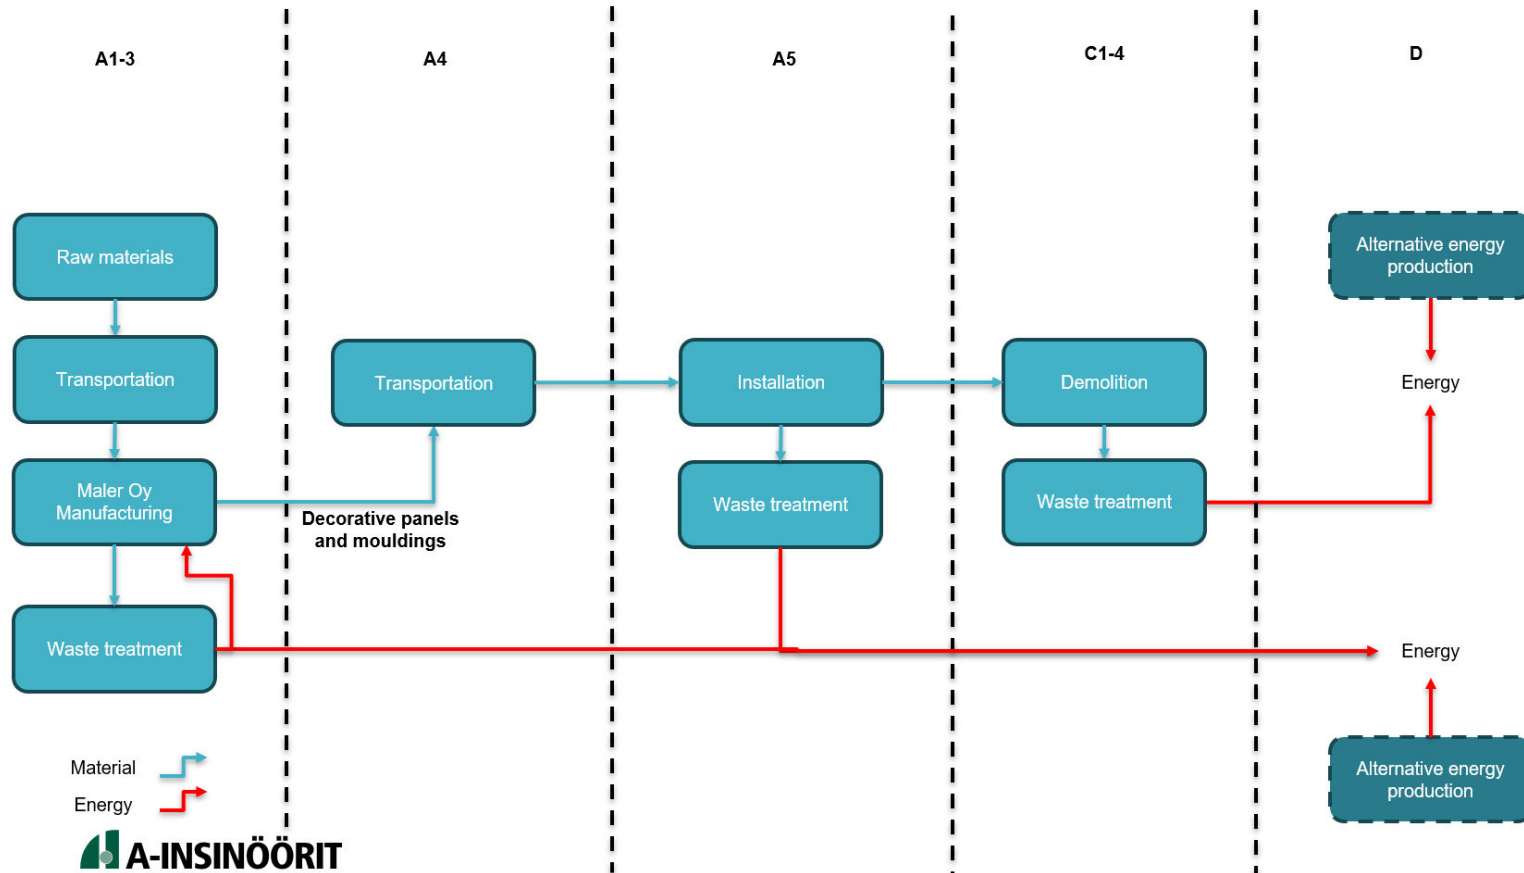 A1-3
A4
A5
C1-4
D
Raw materials
Transportation
Maler Oy
Manufacturing
Waste treatment
Decorative panels
and mouldings
Transportation
Installation
Waste treatment
Demolition
Waste treatment
Alternative energy
production
Energy
Energy
Alternative energy
production
Material
Energy
A-INSINÖÖRIT